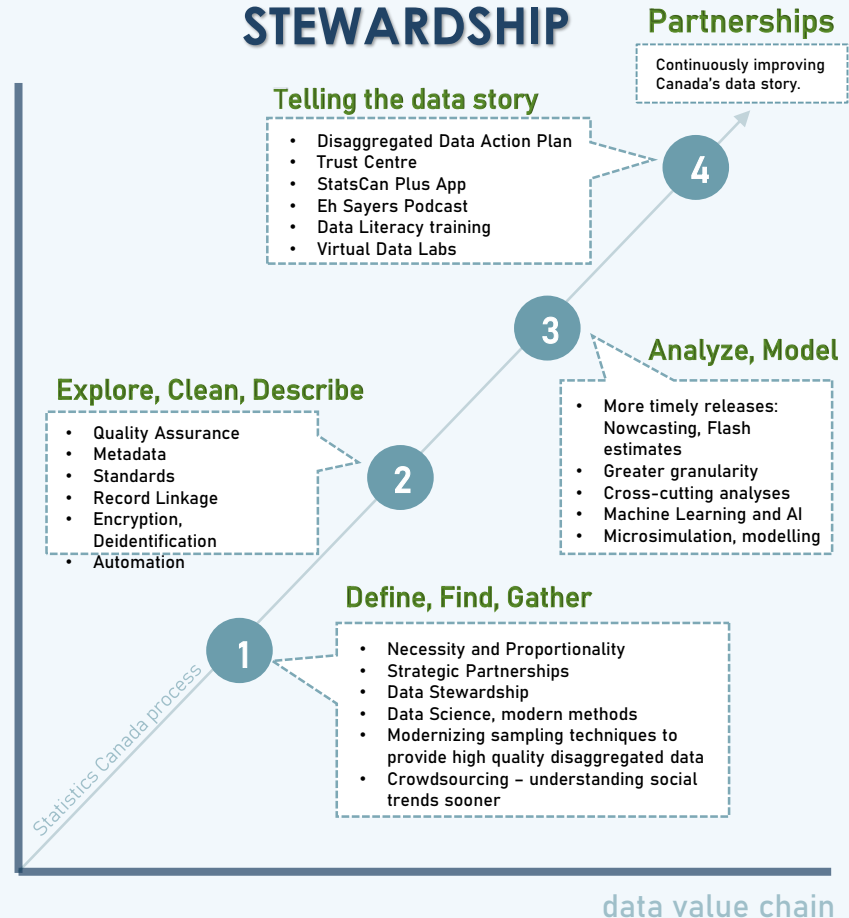 STEWARDSHIP
Partnerships
Continuously improving
Canada's data story.
Telling the data story
• Disaggregated Data Action Plan
• Trust Centre
• StatsCan Plus App
• Eh Sayers Podcast
• Data Literacy training
• Virtual Data Labs
4
3
Analyze, Model
• More timely releases:
Nowcasting, Flash
estimates
• Greater granularity
• Cross-cutting analyses
• Machine Learning and AI
• Microsimulation, modelling
Explore, Clean, Describe
• Quality Assurance
• Metadata
• Standards
• Record Linkage
• Encryption,
Deidentification
• Automation
2
Define, Find, Gather
1
• Necessity and Proportionality
• Strategic Partnerships
• Data Stewardship
• Data Science, modern methods
• Modernizing sampling techniques to
provide high quality disaggregated data
• Crowdsourcing – understanding social
trends sooner
Statistics Canada process
data value chain